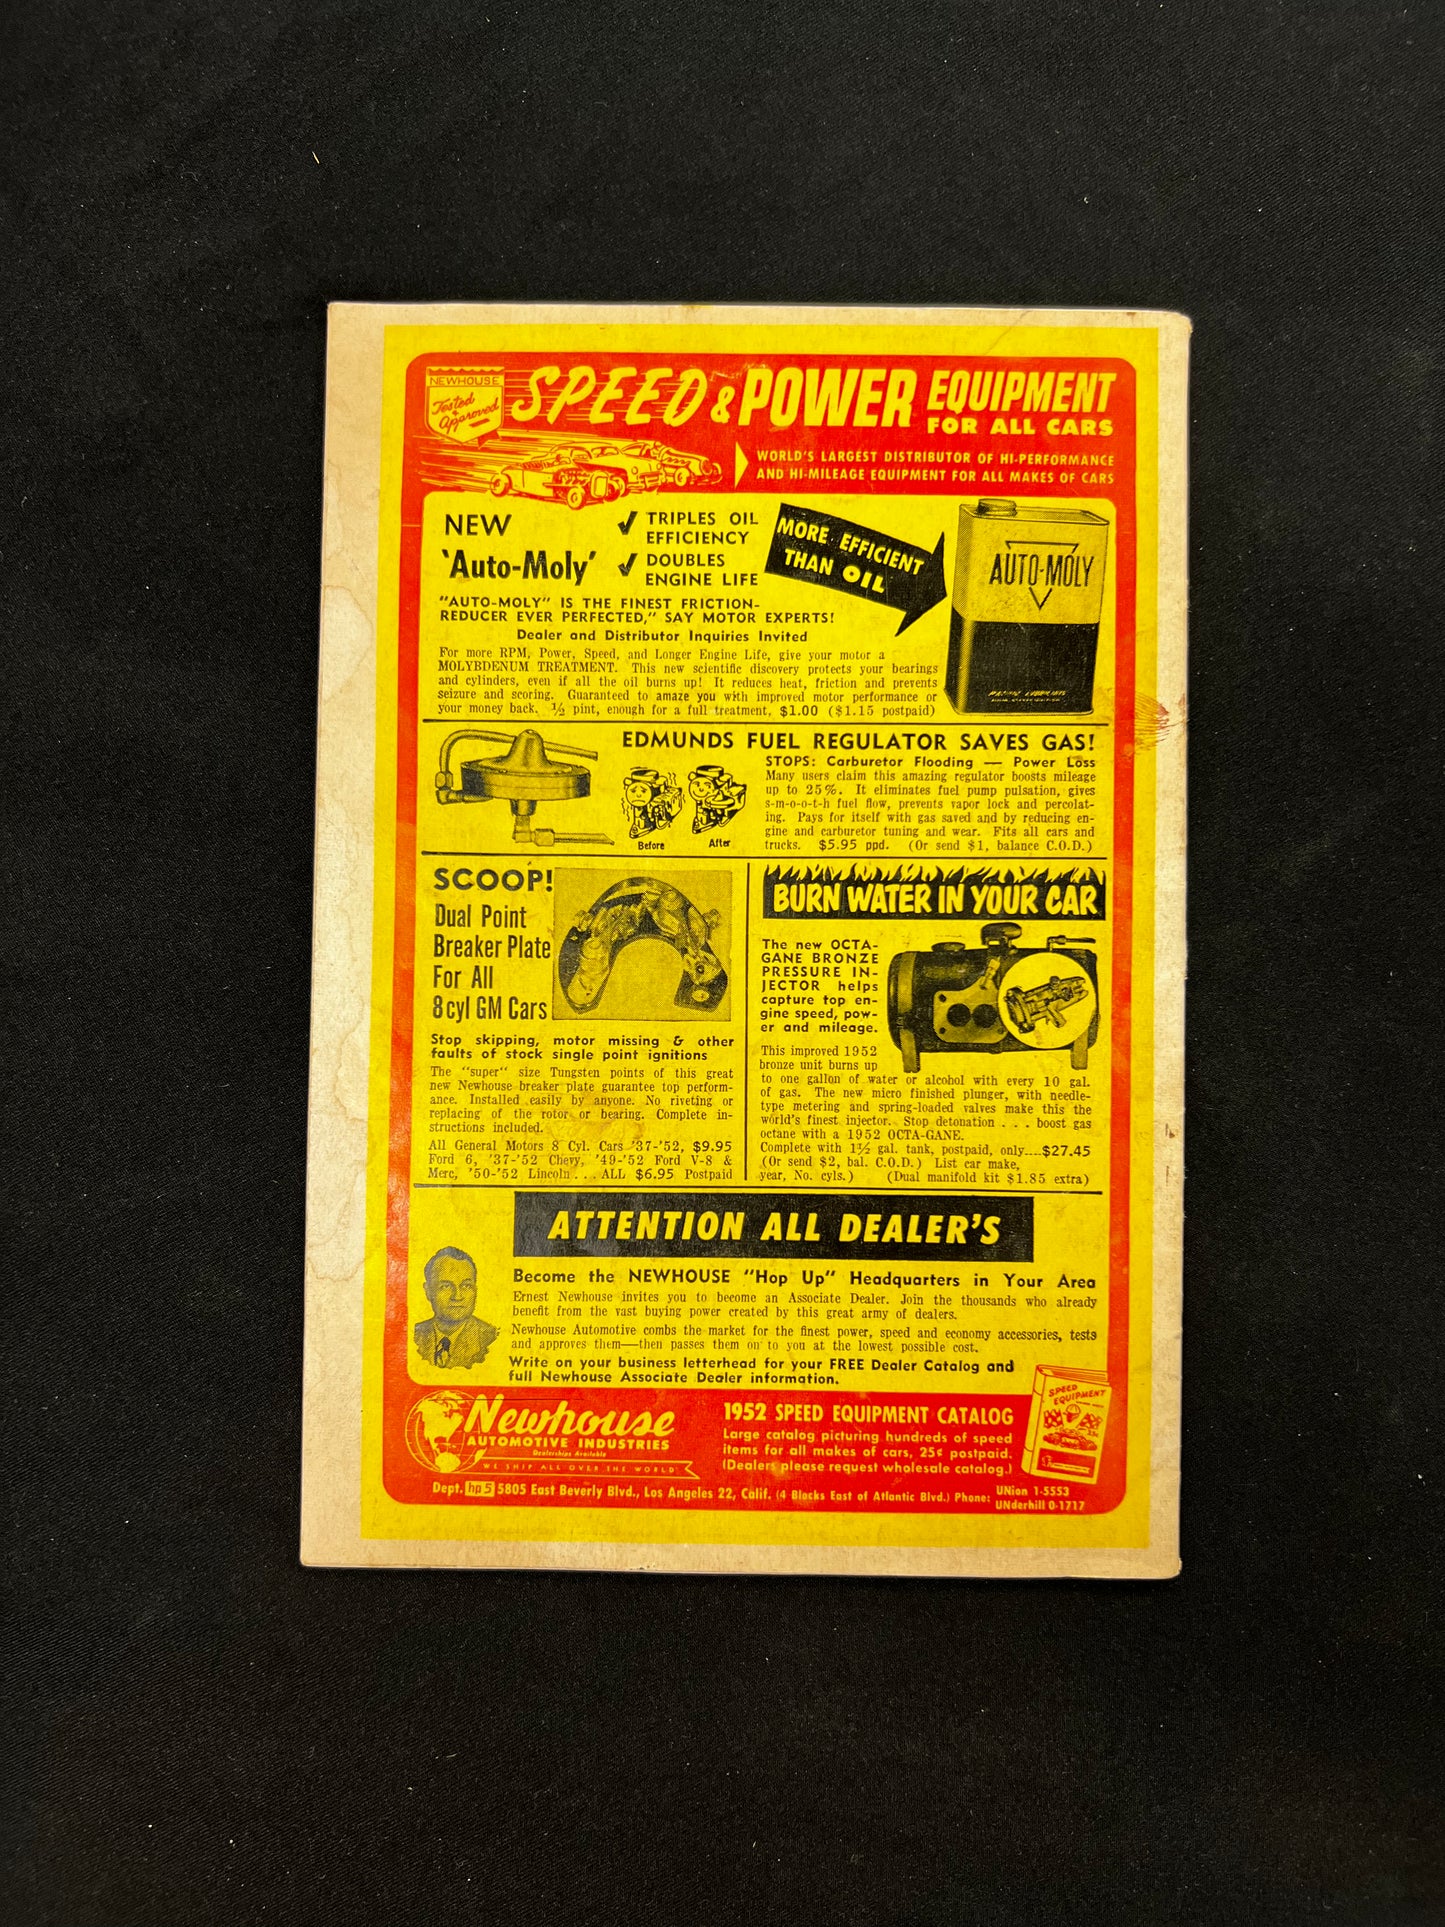 NEWHOUSE
Tested & Approved
SPEED & POWER EQUIPMENT
FOR ALL CARS
WORLD'S LARGEST DISTRIBUTOR OF HI-PERFORMANCE
AND HI-MILEAGE EQUIPMENT FOR ALL MAKES OF CARS
NEW
'Auto-Moly'
✓ TRIPLES OIL
EFFICIENCY
✓ DOUBLES
ENGINE LIFE
MORE EFFICIENT
THAN OIL
AUTO-MOLY
"AUTO-MOLY" IS THE FINEST FRICTION-
REDUCER EVER PERFECTED," SAY MOTOR EXPERTS!
Dealer and Distributor Inquiries Invited
For more RPM, Power, Speed, and Longer Engine Life, give your motor a
MOLYBDENUM TREATMENT. This new scientific discovery protects your bearings
and cylinders, even if all the oil burns up! It reduces heat, friction and prevents
seizure and scoring. Guaranteed to amaze you with improved motor performance or
your money back. ½ pint, enough for a full treatment, $1.00 ($1.15 postpaid)
EDMUNDS FUEL REGULATOR SAVES GAS!
STOPS: Carburetor Flooding — Power Loss
Many users claim this amazing regulator boosts mileage
up to 25%. It eliminates fuel pump pulsation, gives
s-m-o-o-t-h fuel flow, prevents vapor lock and percolat-
ing. Pays for itself with gas saved and by reducing en-
gine and carburetor tuning and wear. Fits all cars and
trucks. $5.95 ppd. (Or send $1, balance C.O.D.)
Before
After
SCOOP!
Dual Point
Breaker Plate
For All
8 cyl GM Cars
Stop skipping, motor missing & other
faults of stock single point ignitions
The "super" size Tungsten points of this great
new Newhouse breaker plate guarantee top perform-
ance. Installed easily by anyone. No riveting or
replacing of the rotor or bearing. Complete in-
structions included.
All General Motors 8 Cyl. Cars '37-'52, $9.95
Ford 6, '37-'52 Chevy, '49-'52 Ford V-8 &
Merc, '50-'52 Lincoln . . . ALL $6.95 Postpaid
BURN WATER IN YOUR CAR
The new OCTA-
GANE BRONZE
PRESSURE IN-
JECTOR helps
capture top en-
gine speed, pow-
er and mileage.
This improved 1952
bronze unit burns up
to one gallon of water or alcohol with every 10 gal.
of gas. The new micro finished plunger, with needle-
type metering and spring-loaded valves make this the
world's finest injector. Stop detonation . . . boost gas
octane with a 1952 OCTA-GANE.
Complete with 1½ gal. tank, postpaid, only....$27.45
(Or send $2, bal. C.O.D.) List car make,
year, No. cyls.) (Dual manifold kit $1.85 extra)
ATTENTION ALL DEALER'S
Become the NEWHOUSE "Hop Up" Headquarters in Your Area
Ernest Newhouse invites you to become an Associate Dealer. Join the thousands who already
benefit from the vast buying power created by this great army of dealers.
Newhouse Automotive combs the market for the finest power, speed and economy accessories, tests
and approves them—then passes them on to you at the lowest possible cost.
Write on your business letterhead for your FREE Dealer Catalog and
full Newhouse Associate Dealer information.
Newhouse
AUTOMOTIVE INDUSTRIES
Dealerships Available
WE SHIP ALL OVER THE WORLD
1952 SPEED EQUIPMENT CATALOG
Large catalog picturing hundreds of speed
items for all makes of cars, 25¢ postpaid.
(Dealers please request wholesale catalog.)
SPEED
EQUIPMENT
Dept. hp 5 5805 East Beverly Blvd., Los Angeles 22, Calif. (4 Blocks East of Atlantic Blvd.) Phone: UNion 1-5553
UNderhill 0-1717